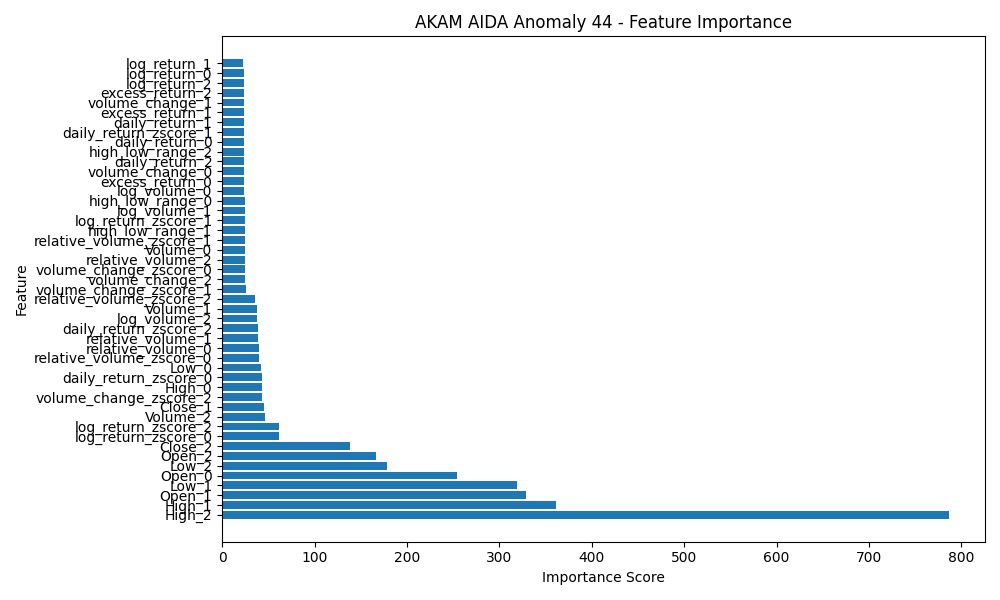 AKAM AIDA Anomaly 44 - Feature Importance
log_return_1
log_return_0
log_return_2
excess_return_2
volume_change_1
excess_return_1
daily_return_1
daily_return_zscore_1
daily_return_0
high_low_range_2
daily_return_2
volume_change_0
excess_return_0
log_volume_0
high_low_range_0
log_volume_1
log_return_zscore_1
high_low_range_1
relative_volume_zscore_1
Volume_0
relative_volume_2
volume_change_zscore_0
volume_change_2
volume_change_zscore_1
relative_volume_zscore_2
Volume_1
log_volume_2
daily_return_zscore_2
relative_volume_1
relative_volume_0
relative_volume_zscore_0
Low_0
daily_return_zscore_0
High_0
volume_change_zscore_2
Close_1
Volume_2
log_return_zscore_2
log_return_zscore_0
Close_2
Open_2
Low_2
Open_0
Low_1
Open_1
High_1
High_2
Feature
0 100 200 300 400 500 600 700 800
Importance Score